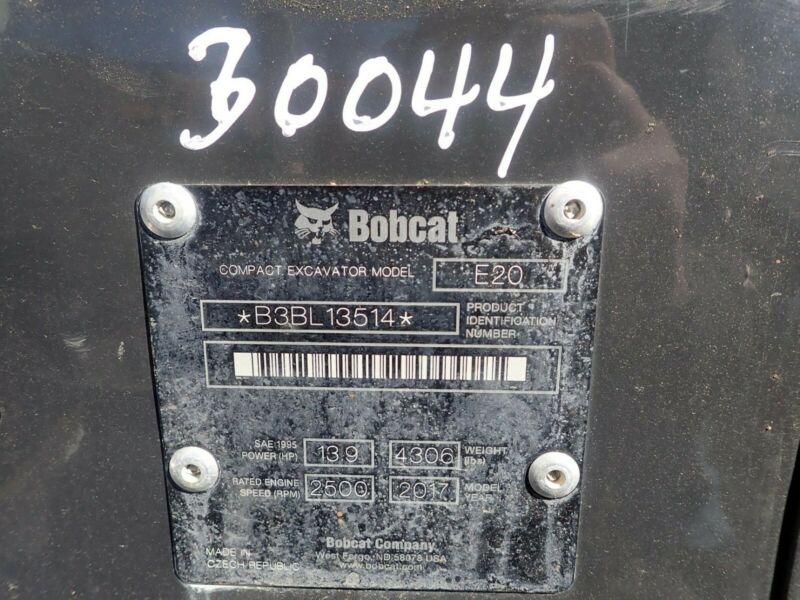 30044
Bobcat
COMPACT EXCAVATOR MODEL E20
*B3BL13514* PRODUCT
IDENTIFICATION
NUMBER
SAE 1995
POWER (HP) 13.9 4306 WEIGHT
(lbs)
RATED ENGINE
SPEED (RPM) 2500 2017 MODEL
YEAR
Bobcat Company
West Fargo, ND 58078 USA
www.bobcat.com
MADE IN
CZECH REPUBLIC